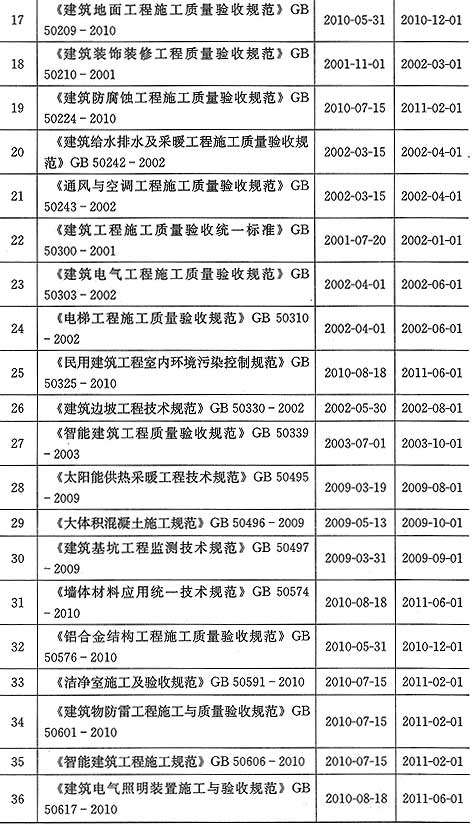 17 《建筑地面工程施工质量验收规范》GB 2010-05-31 2010-12-01
50209-2010
18 《建筑装饰装修工程质量验收规范》GB 2001-11-01 2002-03-01
50210-2001
19 《建筑防腐蚀工程施工质量验收规范》GB 2010-07-15 2011-02-01
50224-2010
20 《建筑给水排水及采暖工程施工质量验收规 2002-03-15 2002-04-01
范》GB 50242-2002
21 《通风与空调工程施工质量验收规范》GB 2002-03-15 2002-04-01
50243-2002
22 《建筑工程施工质量验收统一标准》GB 2001-07-20 2002-01-01
50300-2001
23 《建筑电气工程施工质量验收规范》GB 2002-04-01 2002-06-01
50303-2002
24 《电梯工程施工质量验收规范》GB 50310 2002-04-01 2002-06-01
-2002
25 《民用建筑工程室内环境污染控制规范》GB 2010-08-18 2011-06-01
50325-2010
26 《建筑边坡工程技术规范》GB 50330-2002 2002-05-30 2002-08-01
27 《智能建筑工程质量验收规范》GB 50339 2003-07-01 2003-10-01
-2003
28 《太阳能供热采暖工程技术规范》GB 50495 2009-03-19 2009-08-01
-2009
29 《大体积混凝土施工规范》GB 50496-2009 2009-05-13 2009-10-01
30 《建筑基坑工程监测技术规范》GB 50497 2009-03-31 2009-09-01
-2009
31 《墙体材料应用统一技术规范》GB 50574 2010-08-18 2011-06-01
-2010
32 《铝合金结构工程施工质量验收规范》GB 2010-05-31 2010-12-01
50576-2010
33 《洁净室施工及验收规范》GB 50591-2010 2010-07-15 2011-02-01
34 《建筑物防雷工程施工与质量验收规范》GB 2010-07-15 2011-02-01
50601-2010
35 《智能建筑工程施工规范》GB 50606-2010 2010-07-15 2011-02-01
36 《建筑电气照明装置施工与验收规范》GB 2010-08-18 2011-06-01
50617-2010